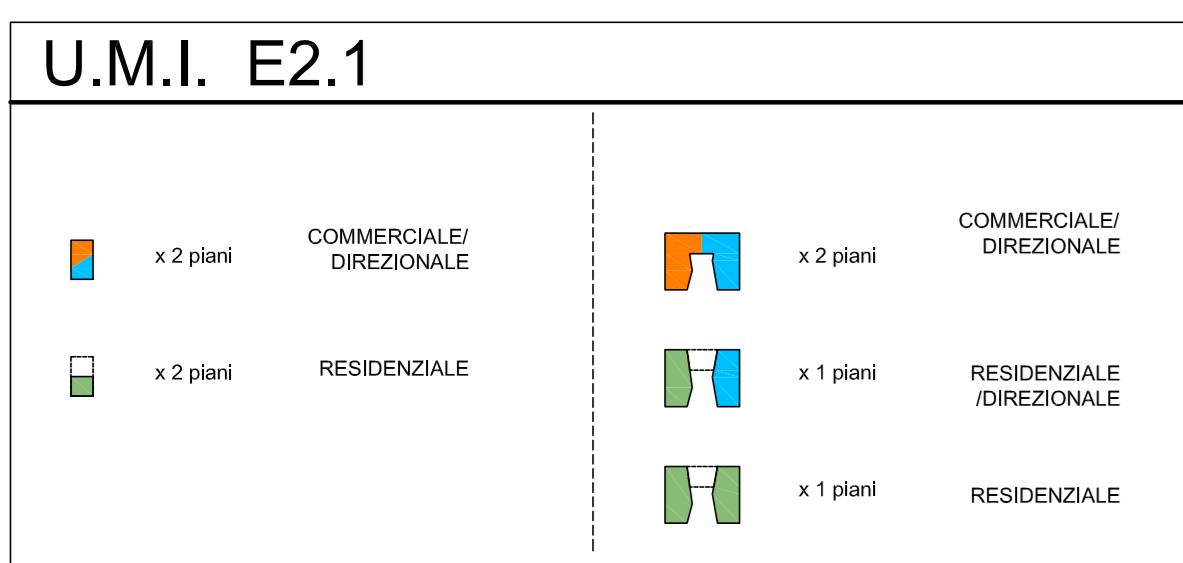 U.M.I. E2.1
x 2 piani
COMMERCIALE/
DIREZIONALE
x 2 piani
RESIDENZIALE
x 2 piani
COMMERCIALE/
DIREZIONALE
x 1 piani
RESIDENZIALE
/DIREZIONALE
x 1 piani
RESIDENZIALE